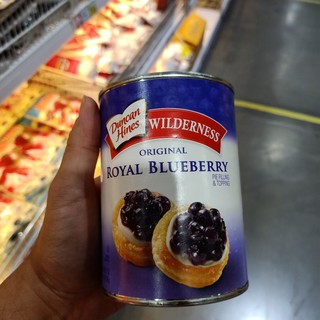 Duncan
Hines
WILDERNESS
ORIGINAL
ROYAL BLUEBERRY
PIE FILLING
& TOPPING